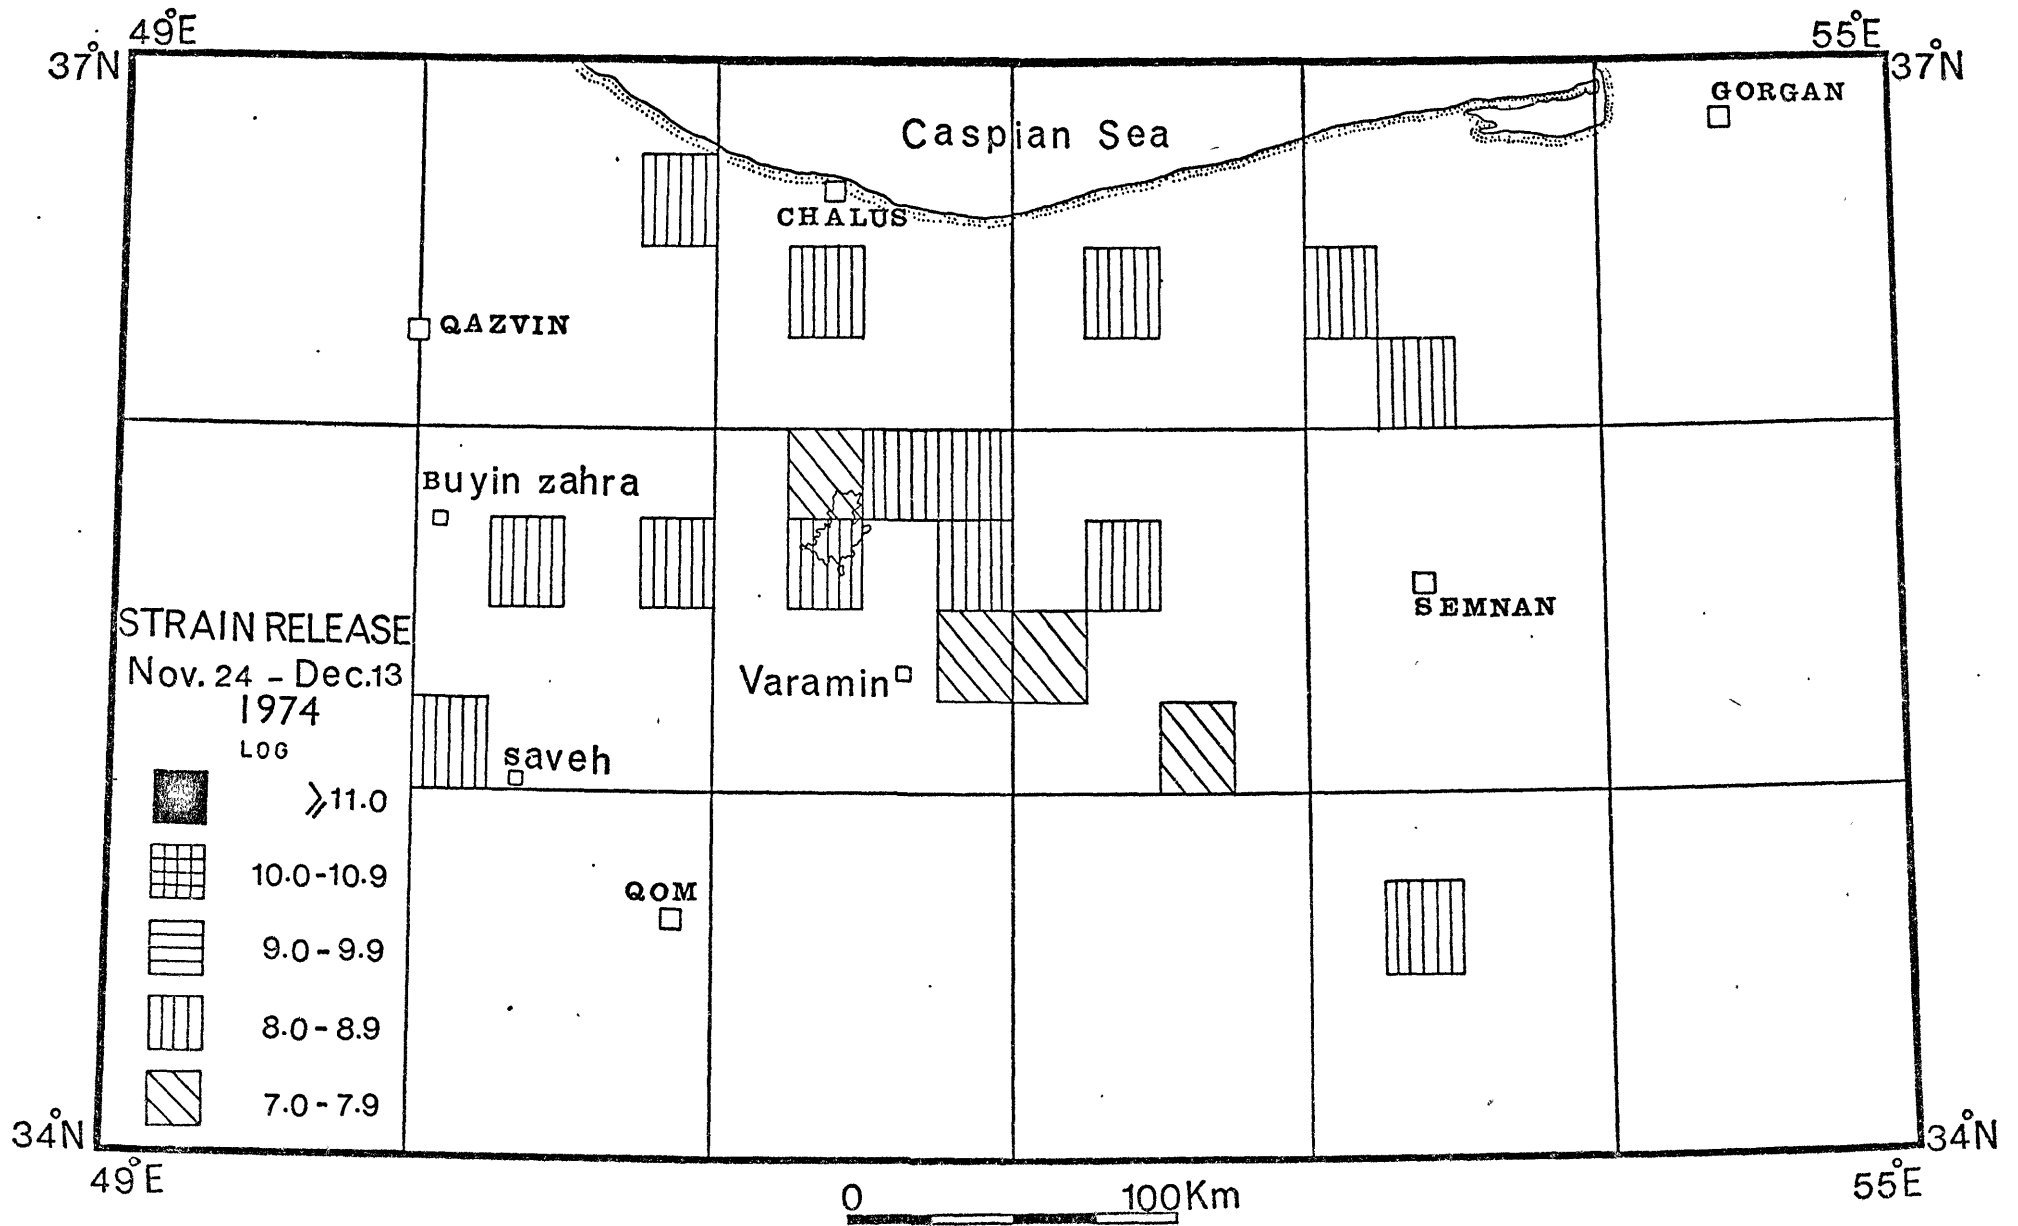 49°E
55°E
37°N
37°N
GORGAN
Caspian Sea
CHALUS
QAZVIN
Buyin zahra
SEMNAN
STRAIN RELEASE
Nov. 24 - Dec.13
1974
Varamin
LOG
saveh
⩾11.0
10.0-10.9
QOM
9.0-9.9
8.0-8.9
7.0-7.9
34°N
34°N
49°E
55°E
0 100Km